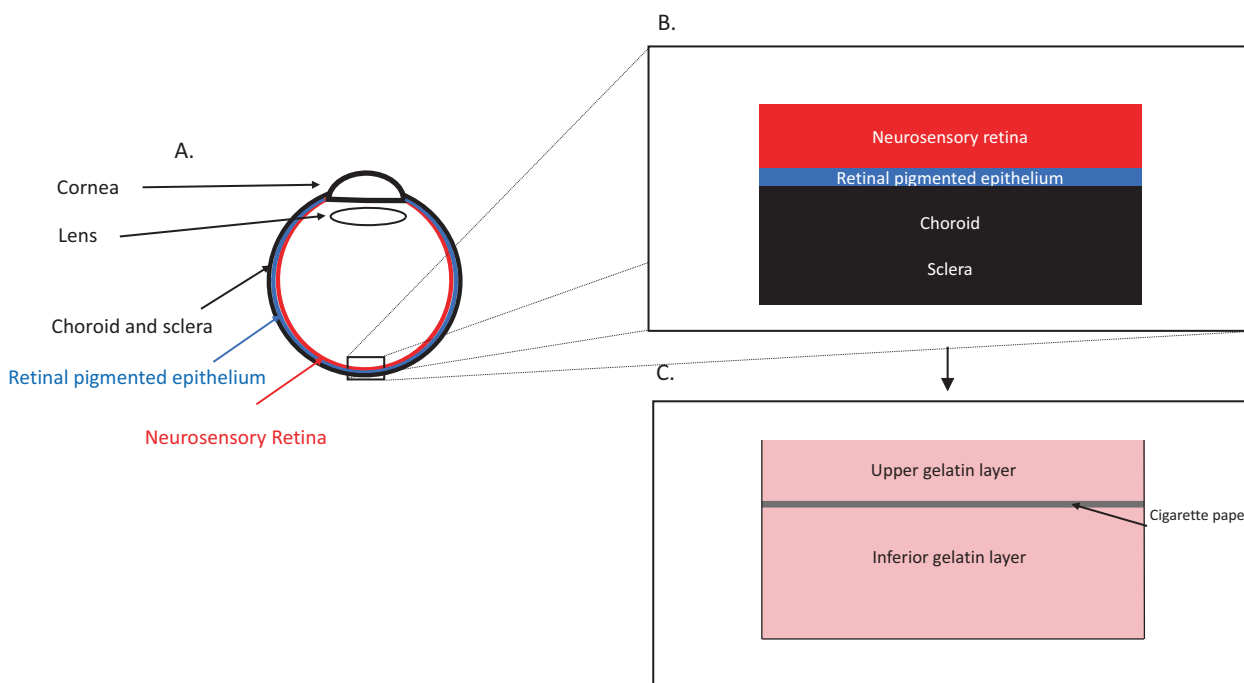 A.
Cornea
Lens
Choroid and sclera
Retinal pigmented epithelium
Neurosensory Retina
B.
Neurosensory retina
Retinal pigmented epithelium
Choroid
Sclera
C.
Upper gelatin layer
Cigarette pape
Inferior gelatin layer